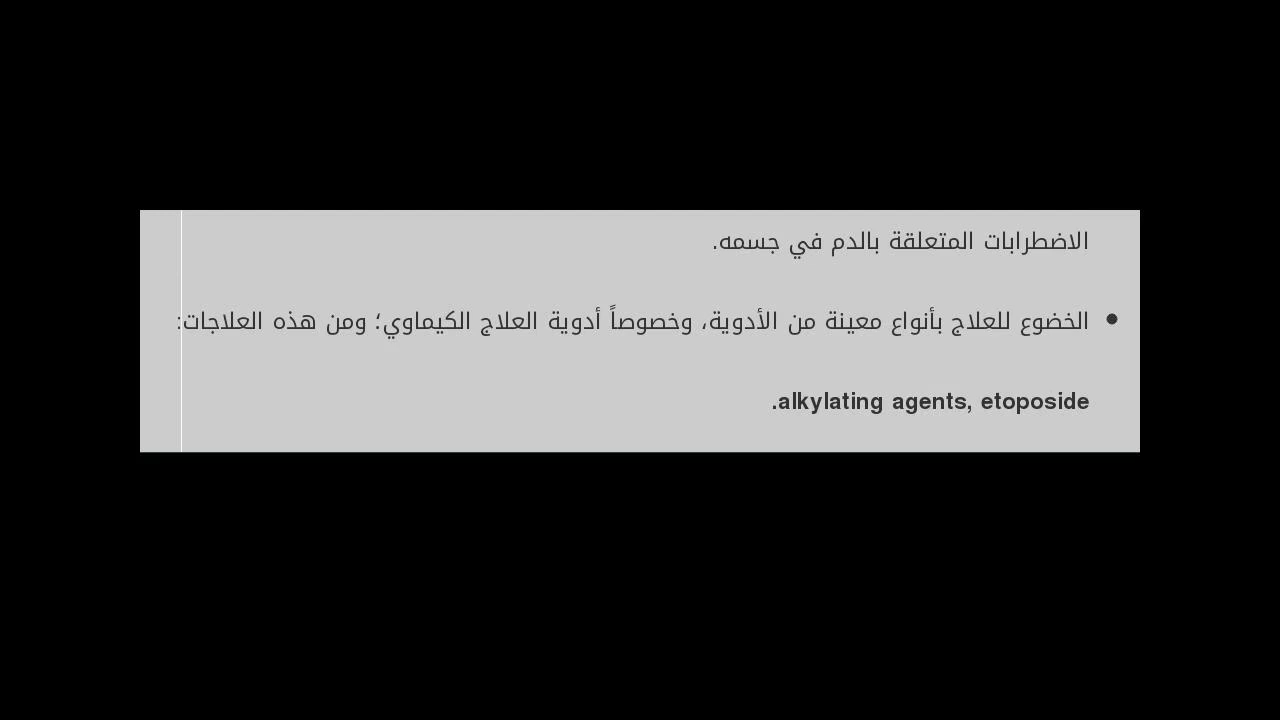 الاضطرابات المتعلقة بالدم في جسمه.
• الخضوع للعلاج بأنواع معينة من الأدوية، وخصوصاً أدوية العلاج الكيماوي؛ ومن هذه العلاجات:
alkylating agents, etoposide.